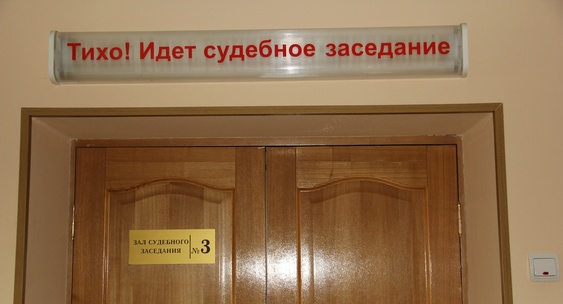 Тихо! Идет судебное заседание
ЗАЛ СУДЕБНОГО
ЗАСЕДАНИЯ
№3